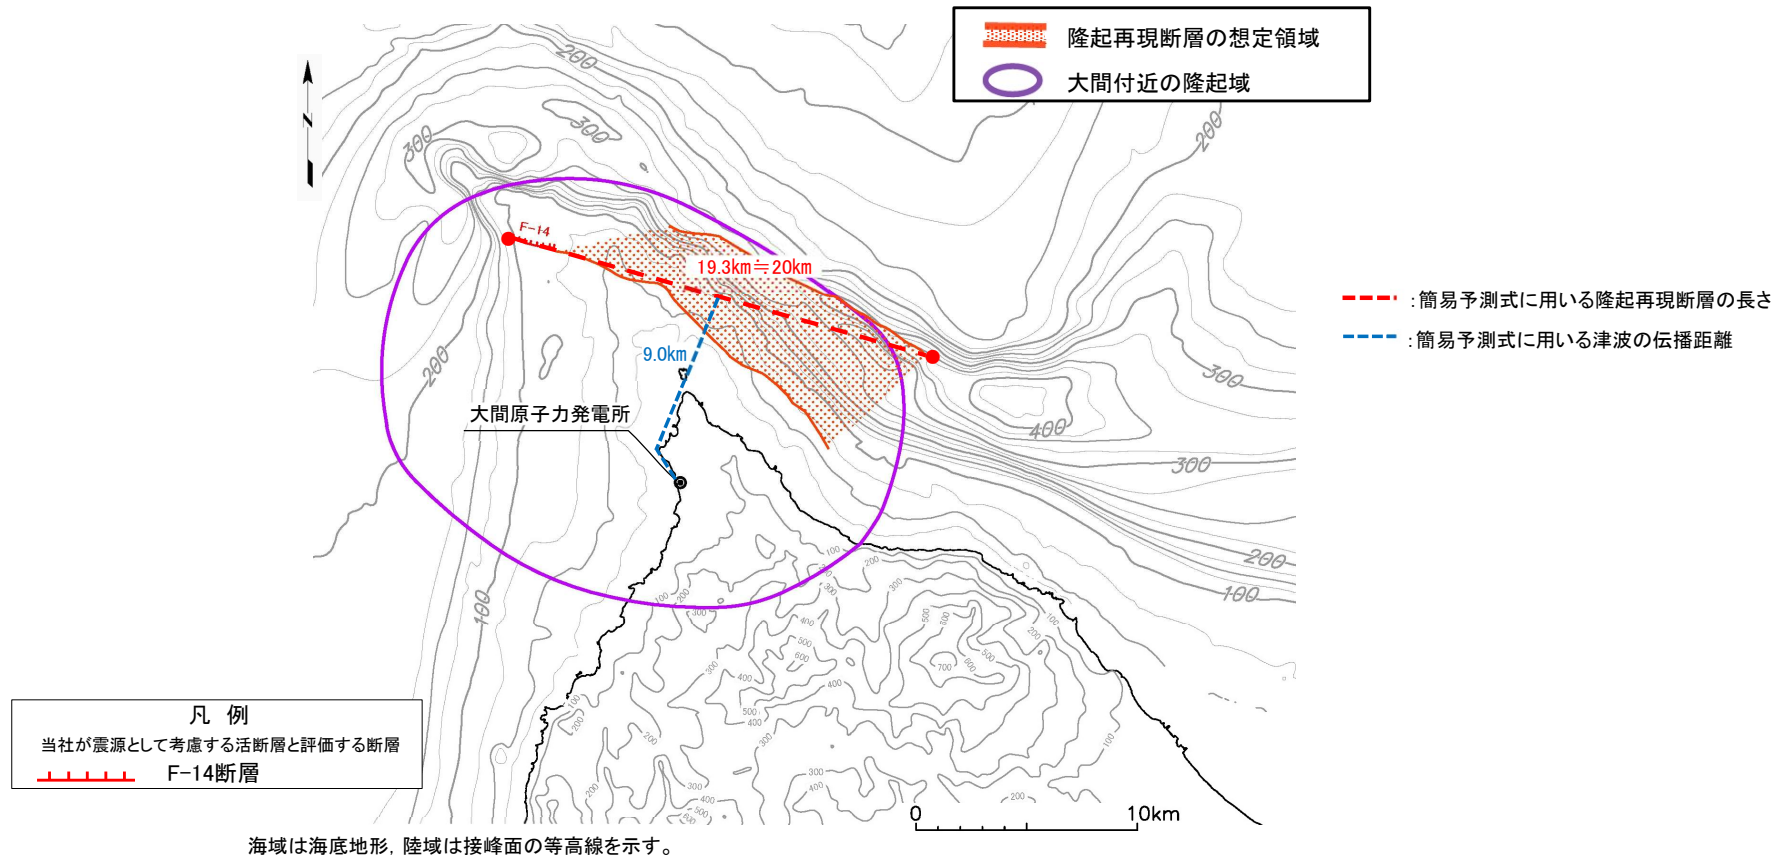 隆起再現断層の想定領域
大間付近の隆起域
N
200
300
300
200
F-14
19.3km≒20km
:簡易予測式に用いる隆起再現断層の長さ
:簡易予測式に用いる津波の伝播距離
9.0km
200
300
大間原子力発電所
400
300
200
100
100
凡 例
当社が震源として考慮する活断層と評価する断層
F-14断層
0 10km
海域は海底地形, 陸域は接峰面の等高線を示す。